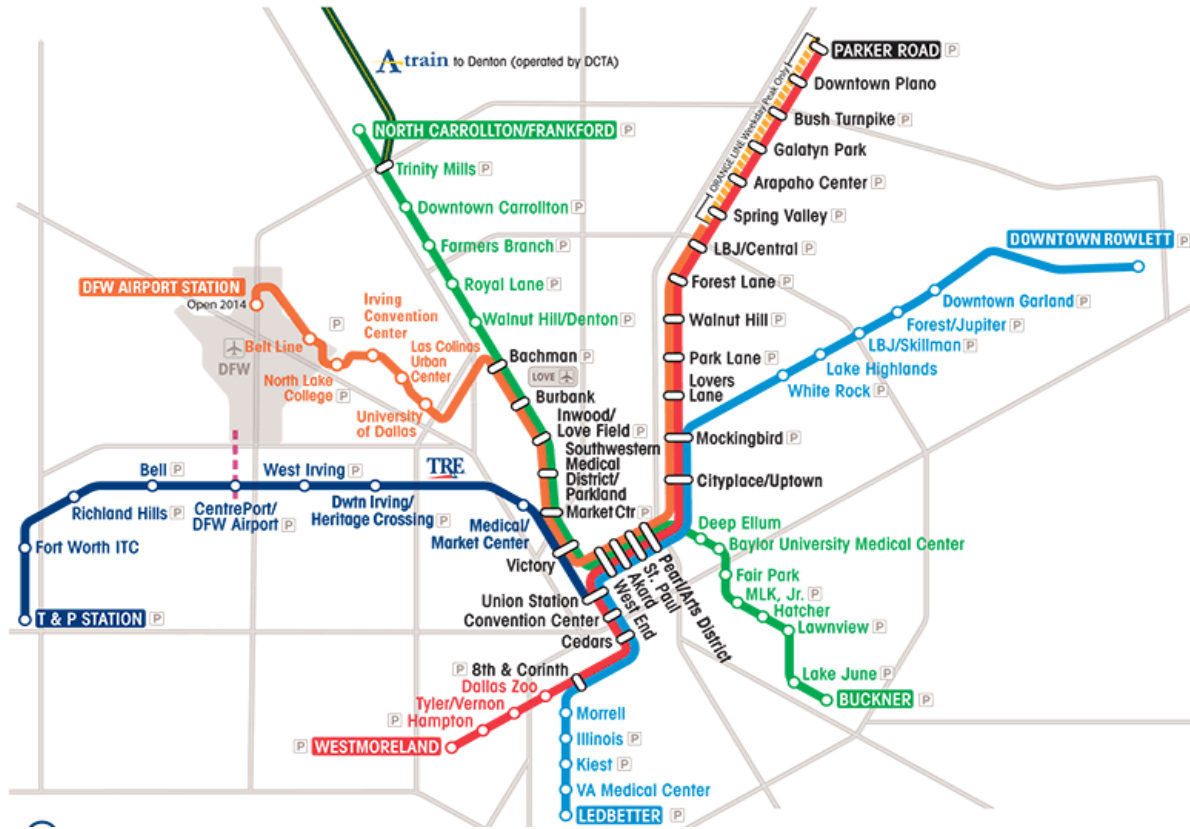 A train to Denton (operated by DCTA)
PARKER ROAD P
Downtown Plano
Bush Turnpike P
Galatyn Park
Arapaho Center P
Spring Valley P
ORANGE LINE Weekday Peak Only
LBJ/Central P
Forest Lane P
Walnut Hill P
Park Lane P
Lovers
Lane
Mockingbird P
Cityplace/Uptown
NORTH CARROLLTON/FRANKFORD P
Trinity Mills P
Downtown Carrollton P
Farmers Branch P
Royal Lane P
Walnut Hill/Denton P
Bachman P
LOVE
Burbank
Inwood/
Love Field P
Southwestern
Medical
District/
Parkland
Market Ctr P
Victory
DFW AIRPORT STATION
Open 2014
DFW
Belt Line
P
North Lake
College P
Irving
Convention
Center
Las Colinas
Urban
Center
University
of Dallas
DOWNTOWN ROWLETT P
Downtown Garland P
Forest/Jupiter P
LBJ/Skillman P
Lake Highlands
White Rock P
TRE
T & P STATION P
Fort Worth ITC
Richland Hills P
Bell P
CentrePort/
DFW Airport P
West Irving P
Dwtn Irving/
Heritage Crossing P
Medical/
Market Center
Union Station
Convention Center
Cedars
West End
Akard
St. Paul
Pearl/Arts District
Deep Ellum
Baylor University Medical Center
Fair Park
MLK, Jr. P
Hatcher
Lawnview P
Lake June P
BUCKNER P
P 8th & Corinth
Dallas Zoo
Tyler/Vernon
P Hampton
P WESTMORELAND
Morrell
Illinois P
Kiest P
VA Medical Center
LEDBETTER P